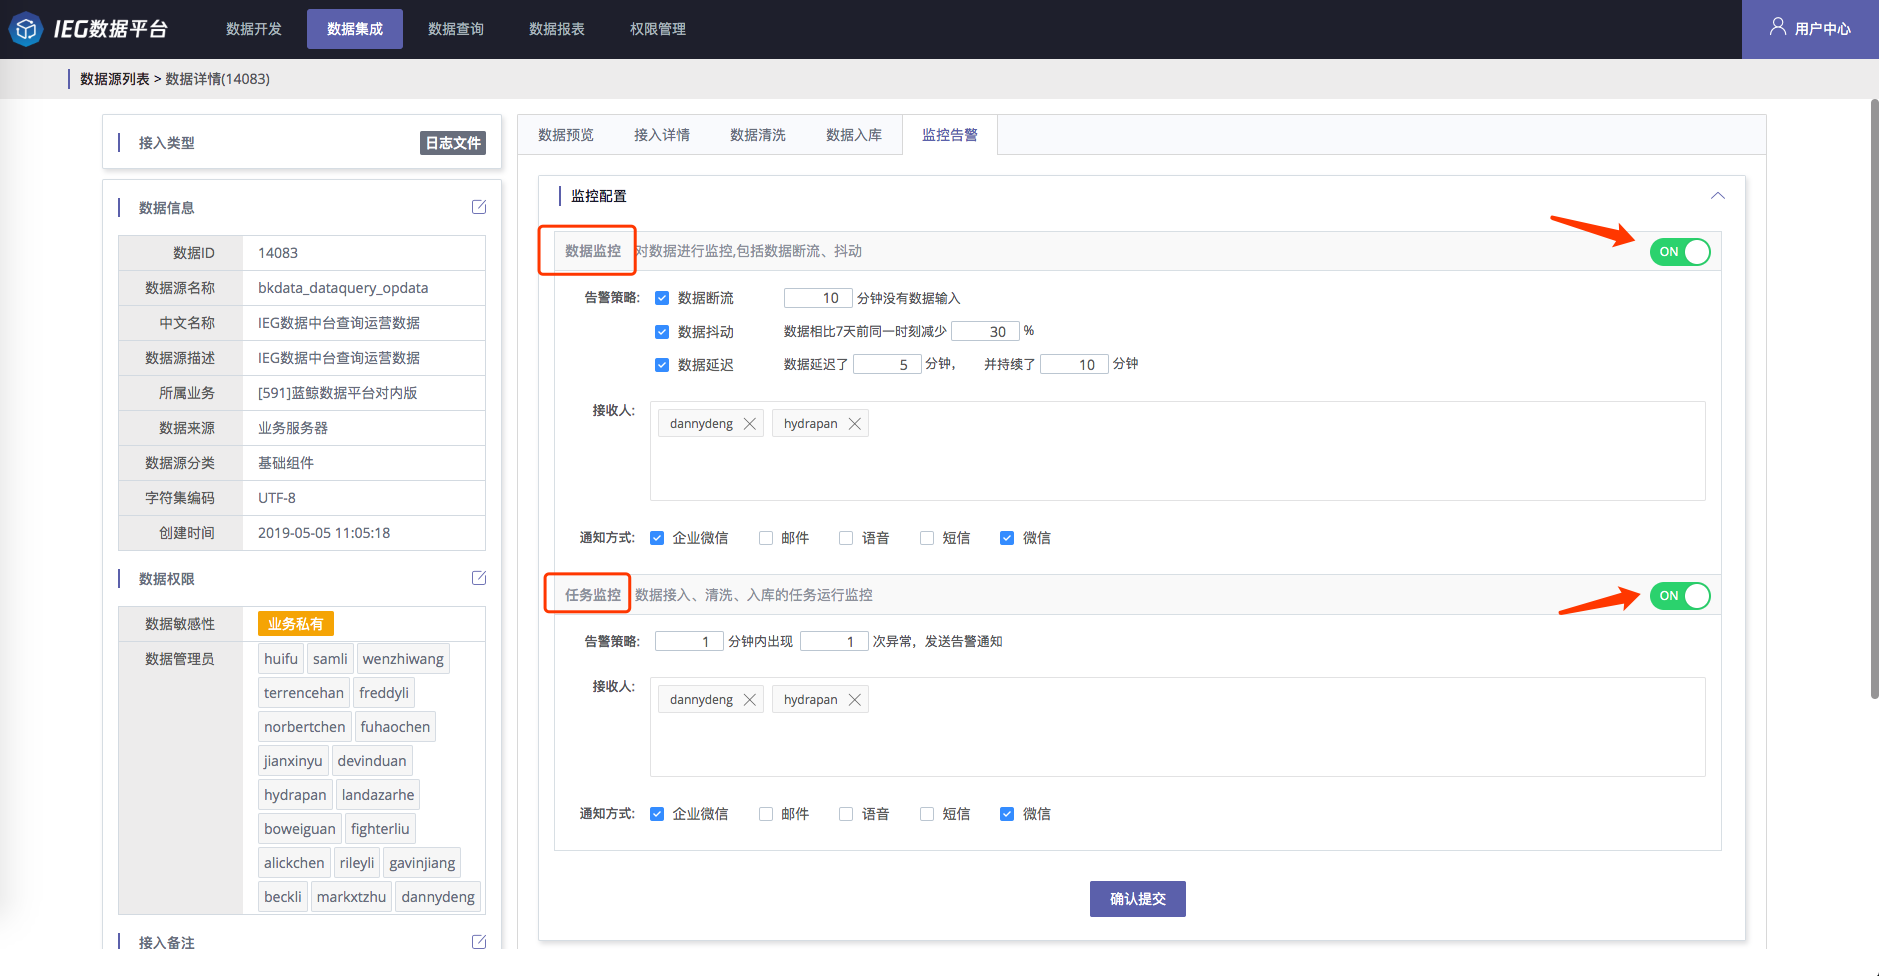 IEG数据平台 数据开发 数据集成 数据查询 数据报表 权限管理 用户中心
数据源列表 > 数据详情(14083)
接入类型 日志文件
数据信息
数据ID 14083
数据源名称 bkdata_dataquery_opdata
中文名称 IEG数据中台查询运营数据
数据源描述 IEG数据中台查询运营数据
所属业务 [591]蓝鲸数据平台对内版
数据来源 业务服务器
数据源分类 基础组件
字符集编码 UTF-8
创建时间 2019-05-05 11:05:18
数据权限
数据敏感性 业务私有
数据管理员 huifu samli wenzhiwang
terrencehan freddyli
norbertchen fuhaochen
jianxinyu devinduan
hydrapan landazarhe
boweiguan fighterliu
alickchen rileyli gavinjiang
beckli markxtzhu dannydeng
接入备注
数据预览 接入详情 数据清洗 数据入库 监控告警
监控配置
数据监控 对数据进行监控,包括数据断流、抖动 ON
告警策略: 数据断流 10 分钟没有数据输入
数据抖动 数据相比7天前同一时刻减少 30 %
数据延迟 数据延迟了 5 分钟, 并持续了 10 分钟
接收人: dannydeng hydrapan
通知方式: 企业微信 邮件 语音 短信 微信
任务监控 数据接入、清洗、入库的任务运行监控 ON
告警策略: 1 分钟内出现 1 次异常，发送告警通知
接收人: dannydeng hydrapan
通知方式: 企业微信 邮件 语音 短信 微信
确认提交